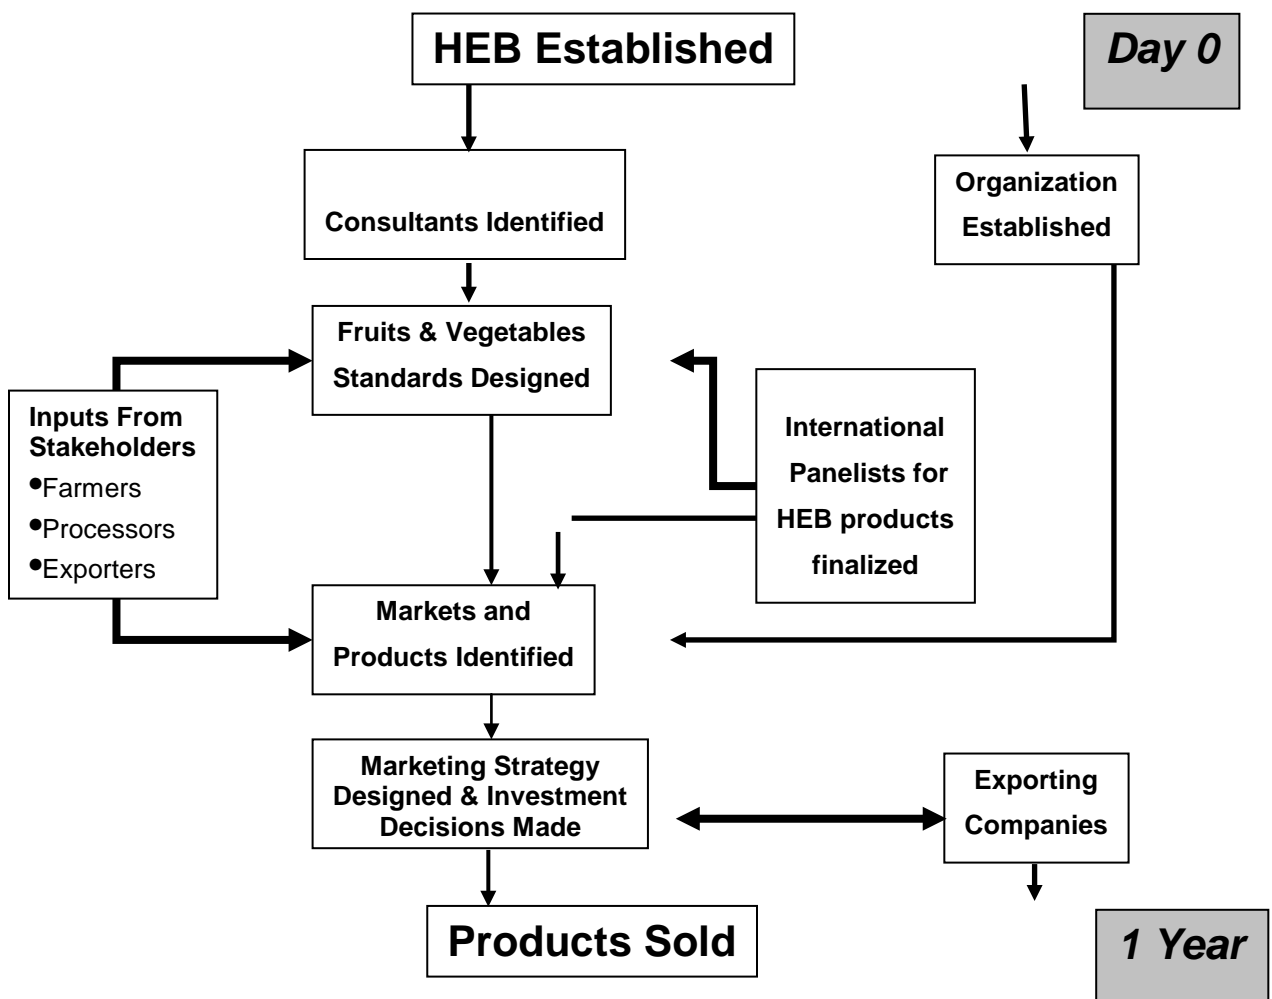 HEB Established
Day 0
Consultants Identified
Organization
Established
Fruits & Vegetables
Standards Designed
Inputs From
Stakeholders
•Farmers
•Processors
•Exporters
International
Panelists for
HEB products
finalized
Markets and
Products Identified
Marketing Strategy
Designed & Investment
Decisions Made
Exporting
Companies
Products Sold
1 Year